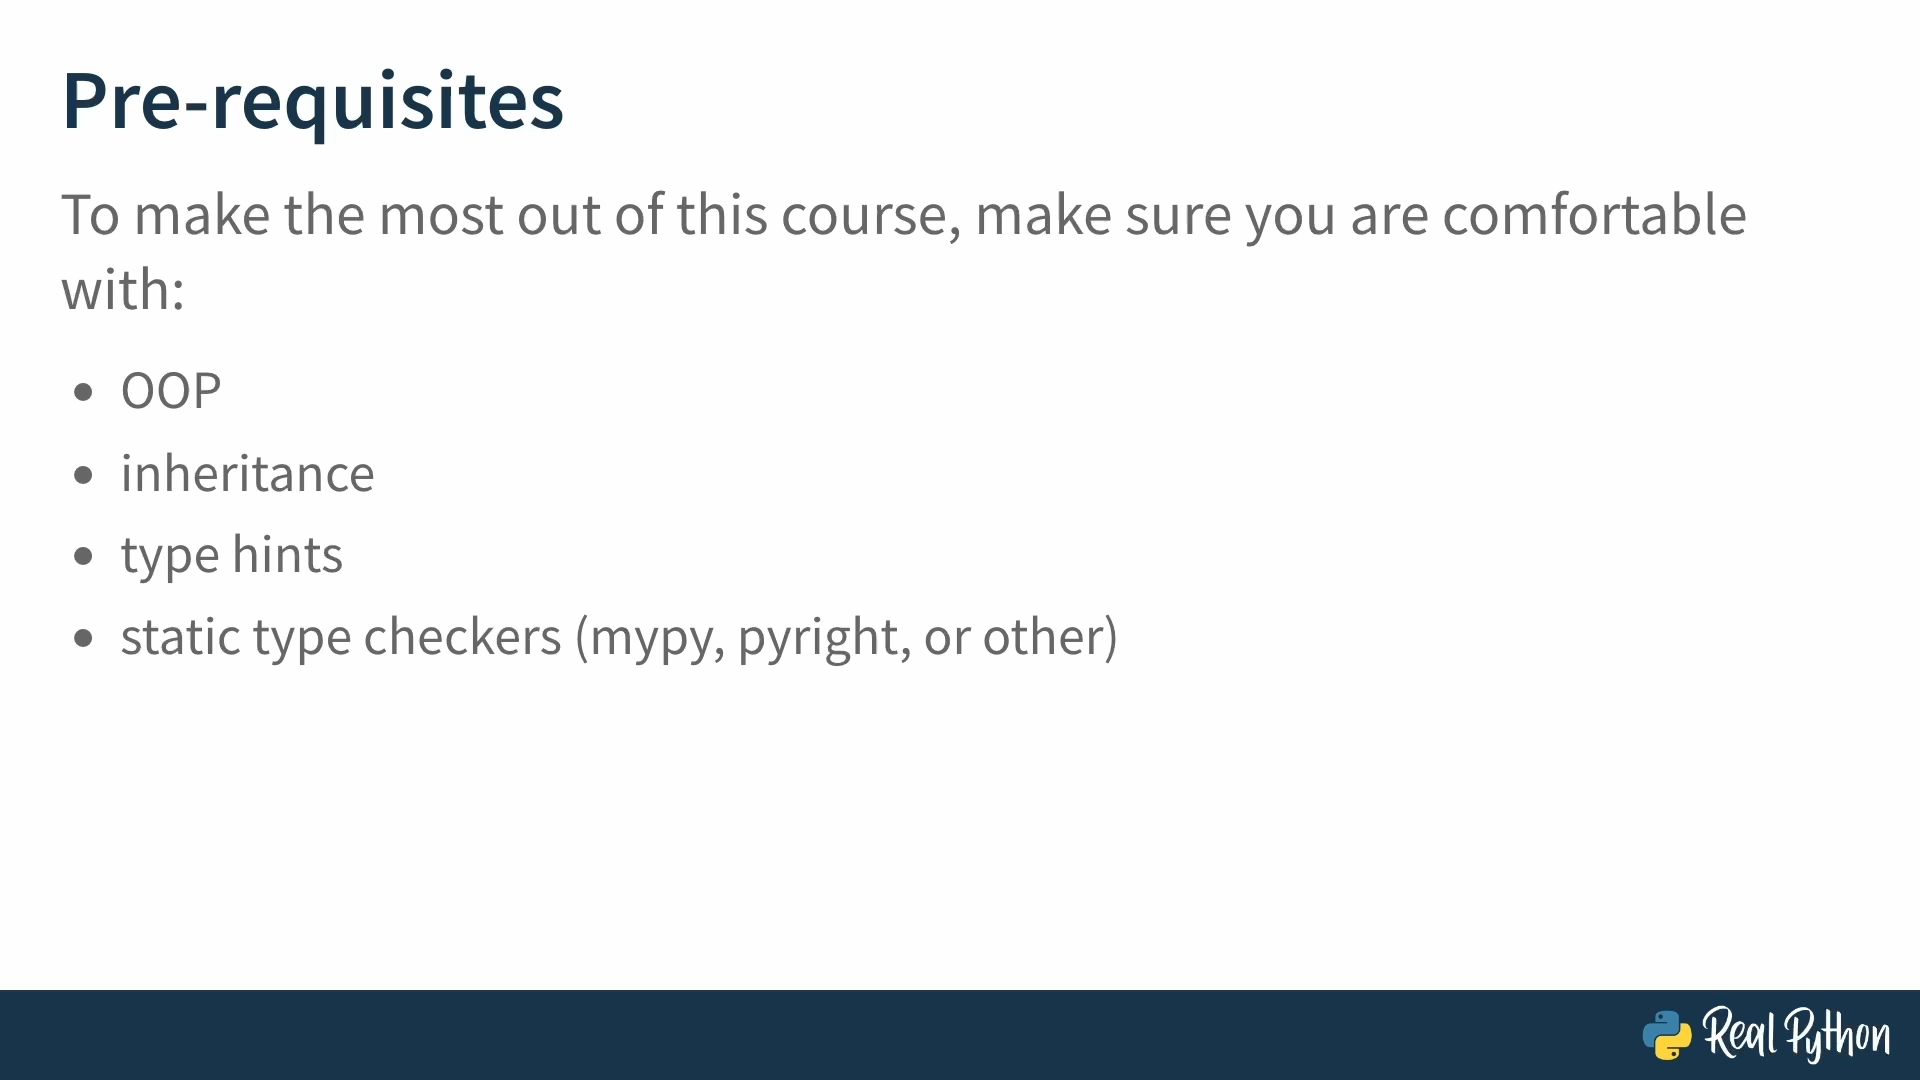 Pre-requisites
To make the most out of this course, make sure you are comfortable
with:
• OOP
• inheritance
• type hints
• static type checkers (mypy, pyright, or other)
Real Python